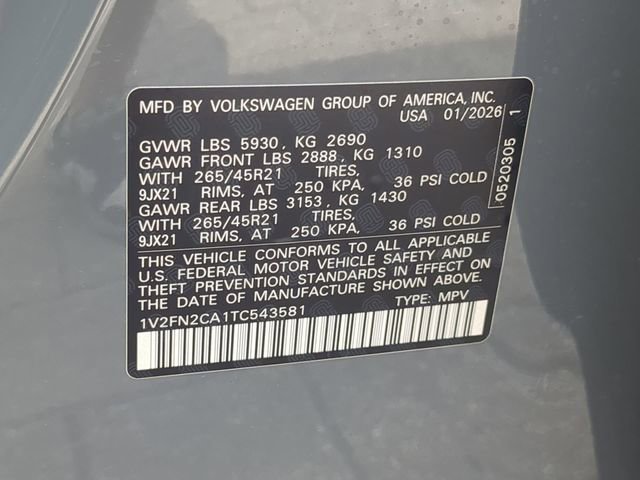 MFD BY VOLKSWAGEN GROUP OF AMERICA, INC.
USA 01/2026
GVWR LBS 5930, KG 2690
GAWR FRONT LBS 2888, KG 1310
WITH 265/45R21 TIRES,
9JX21 RIMS, AT 250 KPA, 36 PSI COLD
GAWR REAR LBS 3153, KG 1430
WITH 265/45R21 TIRES,
9JX21 RIMS, AT 250 KPA, 36 PSI COLD
THIS VEHICLE CONFORMS TO ALL APPLICABLE
U.S. FEDERAL MOTOR VEHICLE SAFETY AND
THEFT PREVENTION STANDARDS IN EFFECT ON
THE DATE OF MANUFACTURE SHOWN ABOVE.
1V2FN2CA1TC543581 TYPE: MPV
0520305 1